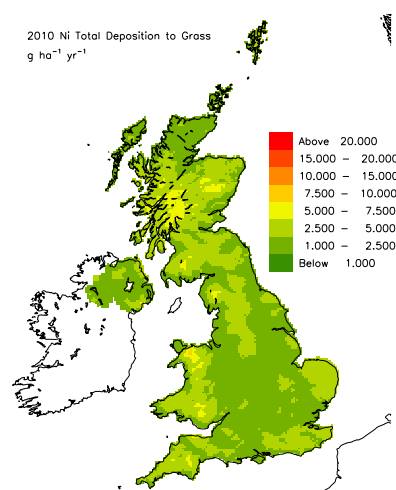 2010 Ni Total Deposition to Grass
g ha⁻¹ yr⁻¹
Above 20.000
15.000 – 20.000
10.000 – 15.000
7.500 – 10.000
5.000 – 7.500
2.500 – 5.000
1.000 – 2.500
Below 1.000